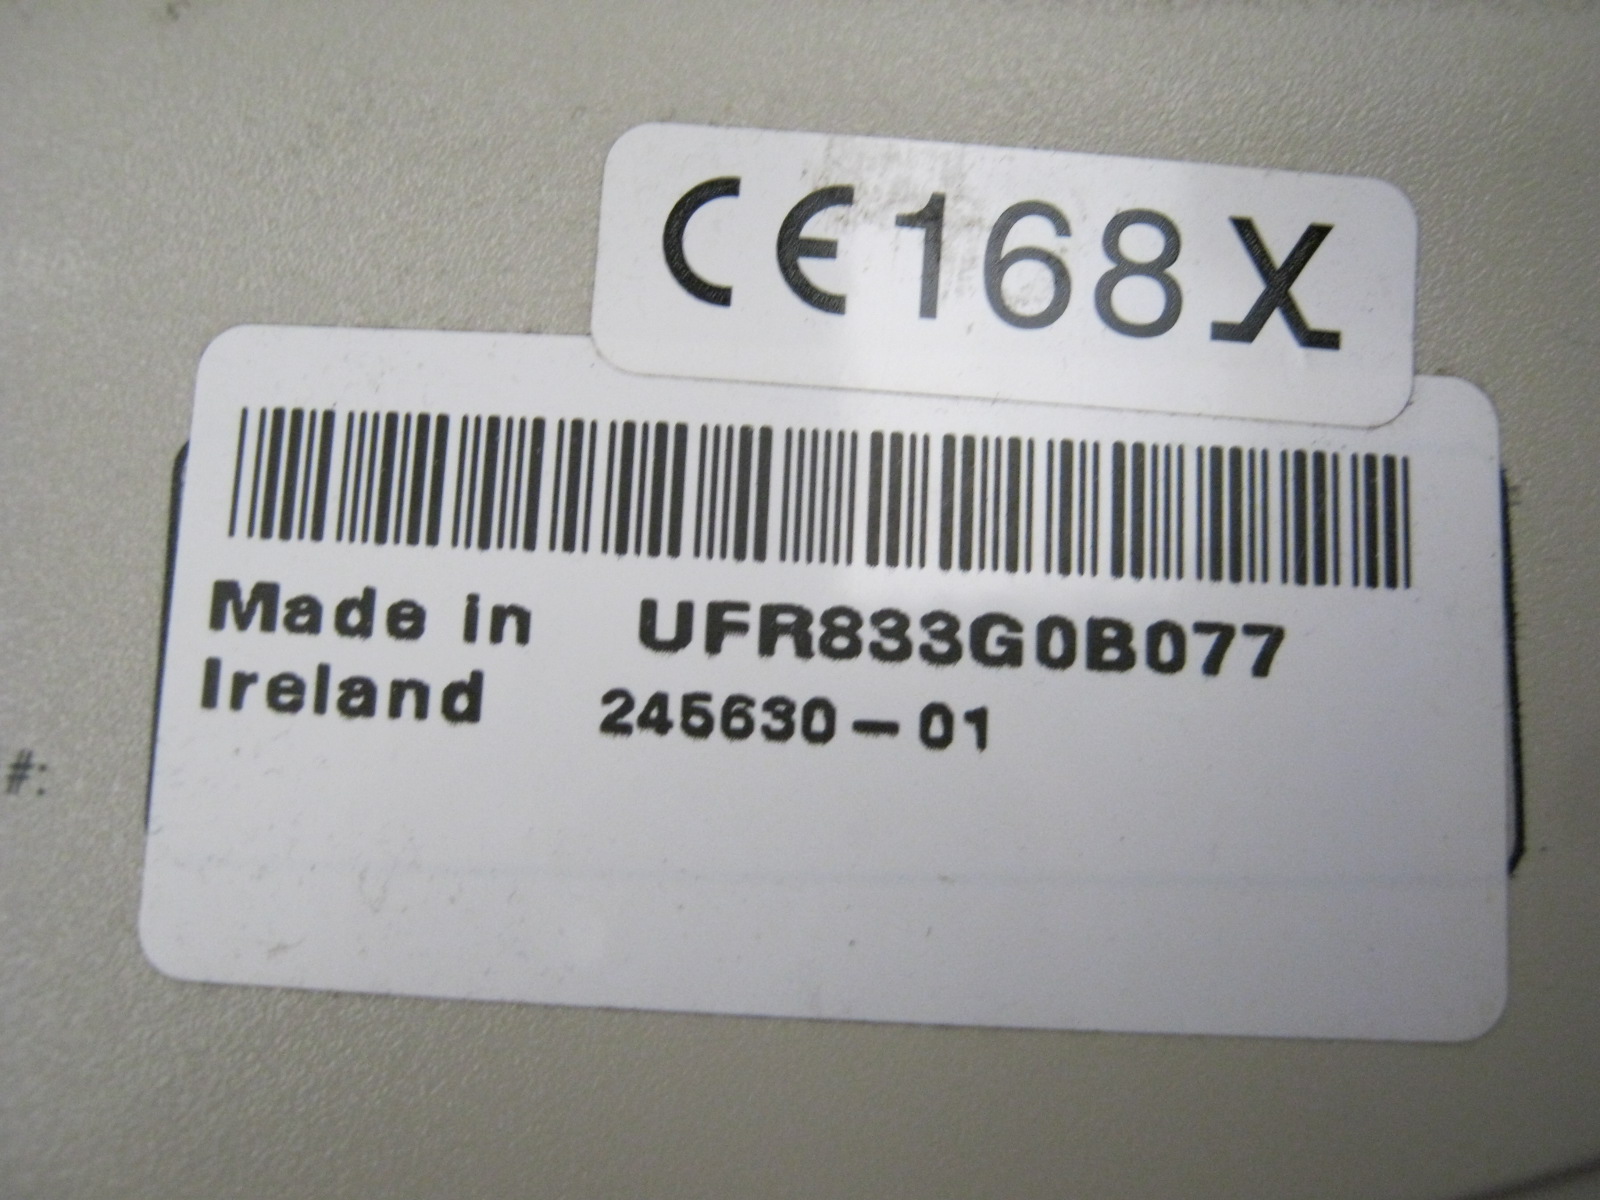 CE168X
Made in UFR833G0B077
Ireland 245630-01
#: